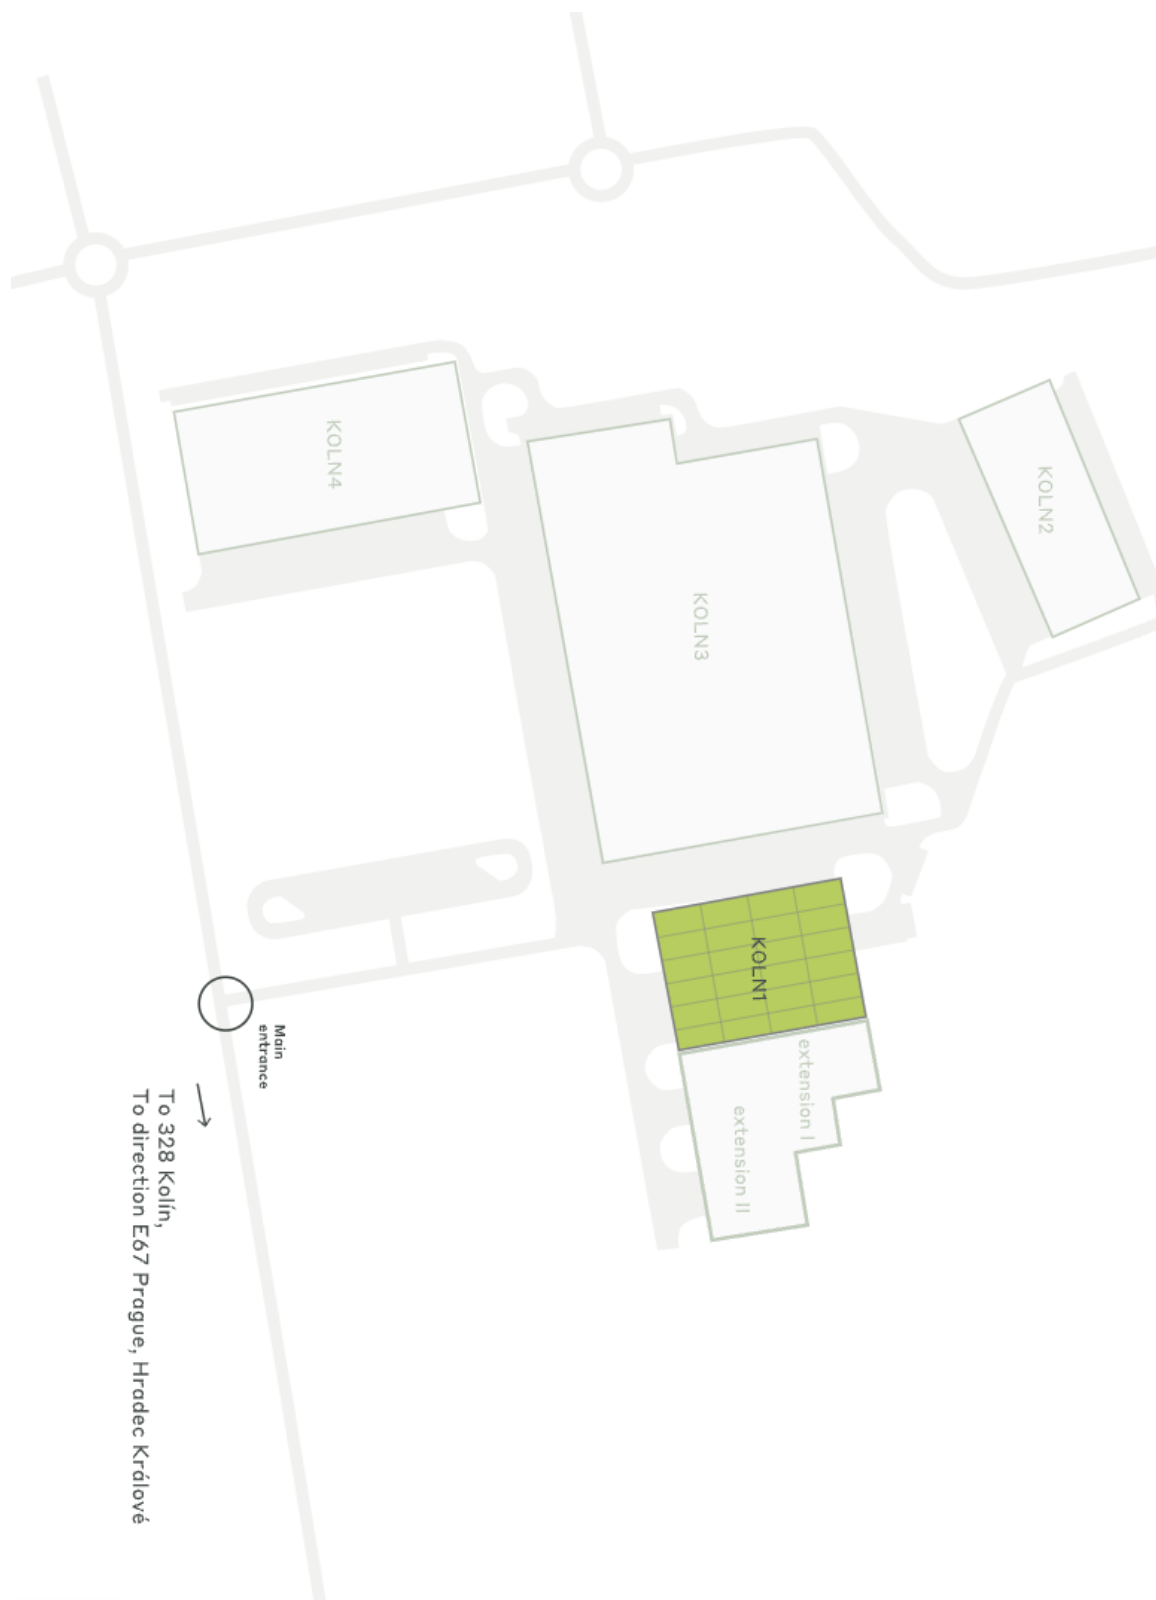 KOLN4
KOLN3
KOLN2
KOLN1
extension I
extension II
Main
entrance
To 328 Kolín,
To direction E67 Prague, Hradec Králové